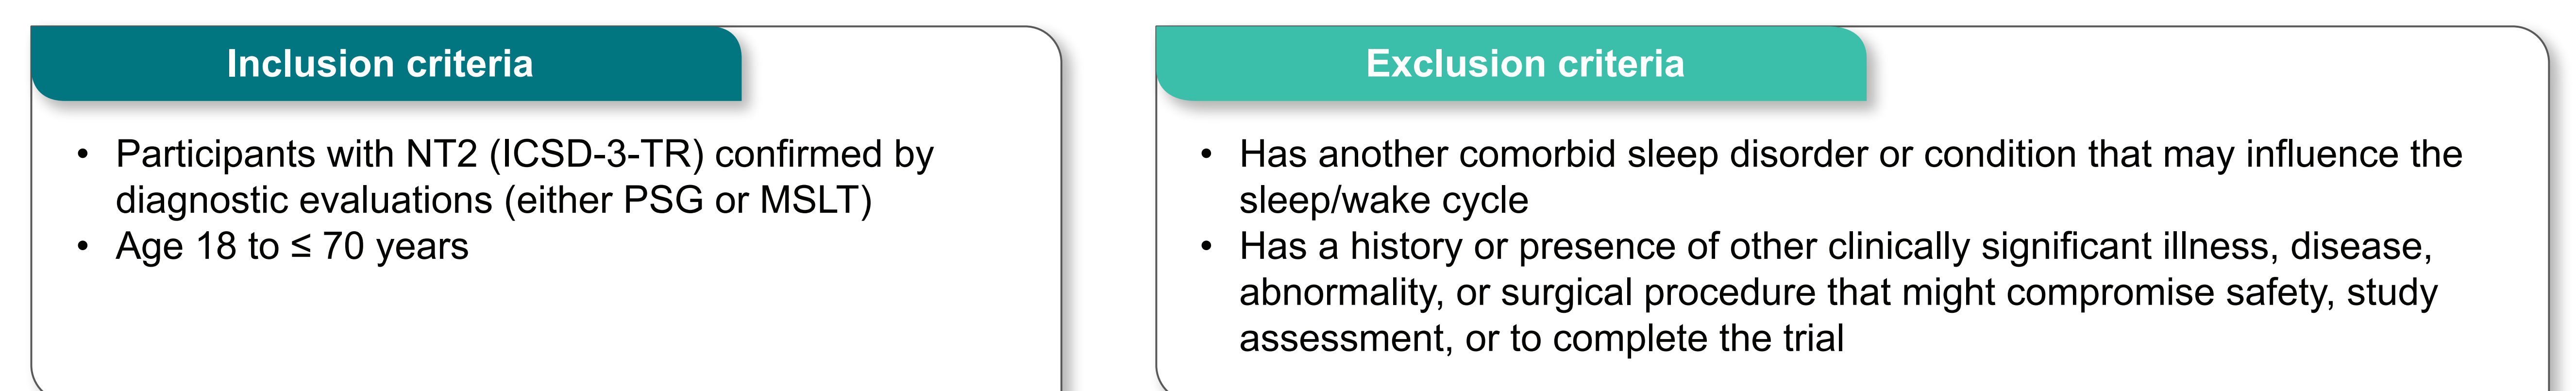 Inclusion criteria
• Participants with NT2 (ICSD-3-TR) confirmed by
diagnostic evaluations (either PSG or MSLT)
• Age 18 to ≤ 70 years
Exclusion criteria
• Has another comorbid sleep disorder or condition that may influence the
sleep/wake cycle
• Has a history or presence of other clinically significant illness, disease,
abnormality, or surgical procedure that might compromise safety, study
assessment, or to complete the trial